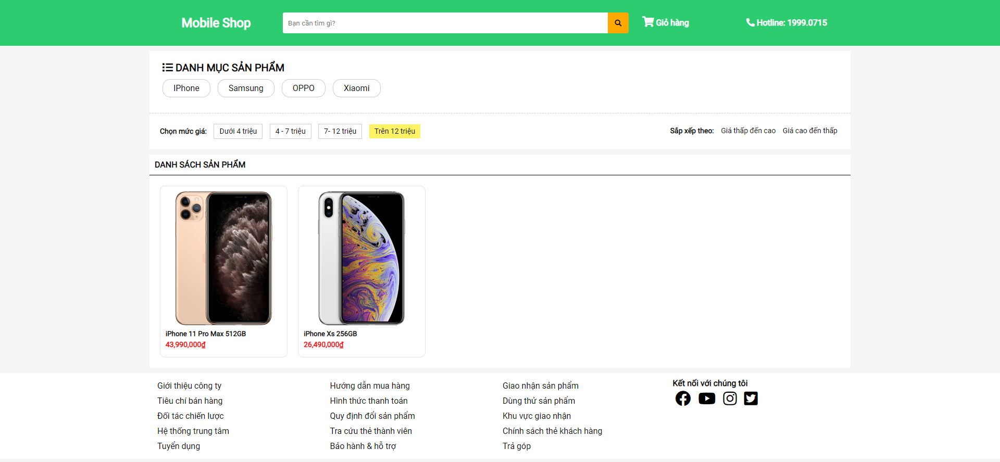 Mobile Shop
Bạn cần tìm gì?
Giỏ hàng
Hotline: 1999.0715
DANH MỤC SẢN PHẨM
IPhone Samsung OPPO Xiaomi
Chọn mức giá: Dưới 4 triệu 4 - 7 triệu 7- 12 triệu Trên 12 triệu
Sắp xếp theo: Giá thấp đến cao Giá cao đến thấp
DANH SÁCH SẢN PHẨM
iPhone 11 Pro Max 512GB
43,990,000₫
iPhone Xs 256GB
26,490,000₫
Giới thiệu công ty
Tiêu chí bán hàng
Đối tác chiến lược
Hệ thống trung tâm
Tuyển dụng
Hướng dẫn mua hàng
Hình thức thanh toán
Quy định đổi sản phẩm
Tra cứu thẻ thành viên
Bảo hành & hỗ trợ
Giao nhận sản phẩm
Dùng thử sản phẩm
Khu vực giao nhận
Chính sách thẻ khách hàng
Trả góp
Kết nối với chúng tôi